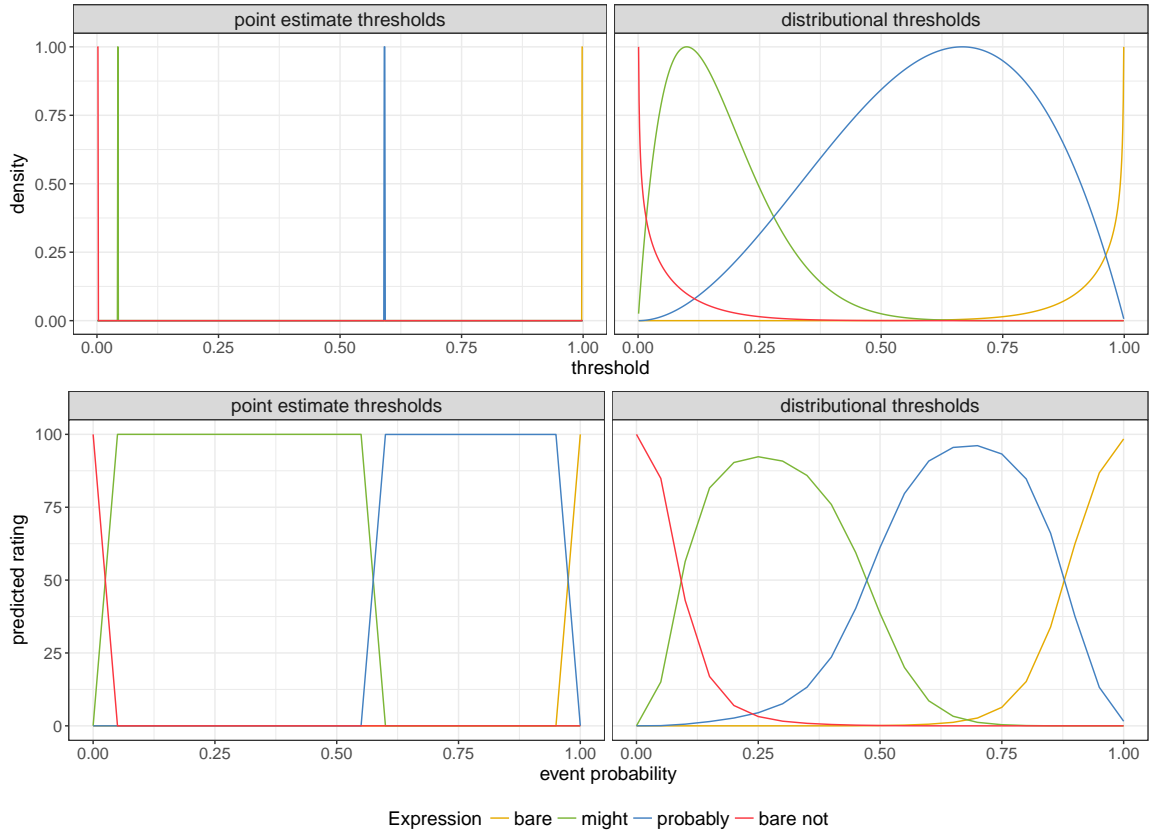 point estimate thresholds distributional thresholds
1.00
0.75
0.50
0.25
0.00
density
0.00 0.25 0.50 0.75 1.00 0.00 0.25 0.50 0.75 1.00
threshold
point estimate thresholds distributional thresholds
100
75
50
25
0
predicted rating
0.00 0.25 0.50 0.75 1.00 0.00 0.25 0.50 0.75 1.00
event probability
Expression bare might probably bare not